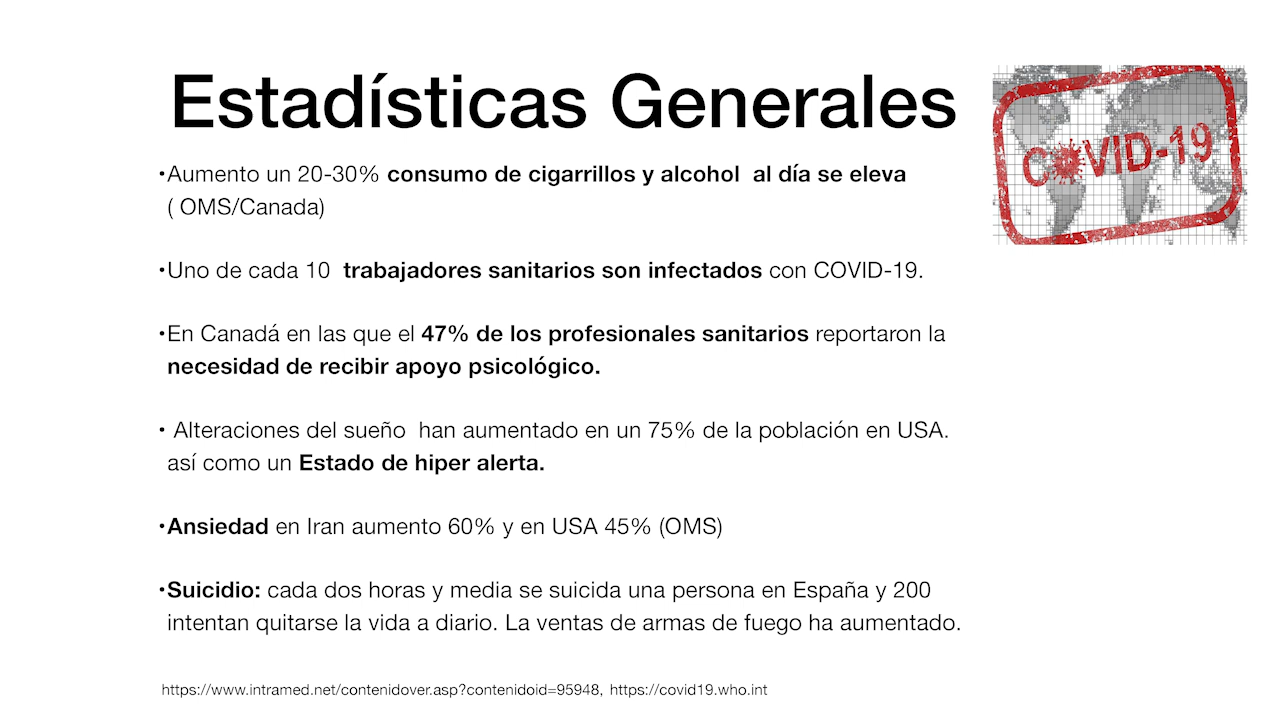 Estadísticas Generales
COVID-19
•Aumento un 20-30% consumo de cigarrillos y alcohol  al día se eleva
( OMS/Canada)
•Uno de cada 10  trabajadores sanitarios son infectados con COVID-19.
•En Canadá en las que el 47% de los profesionales sanitarios reportaron la
necesidad de recibir apoyo psicológico.
• Alteraciones del sueño  han aumentado en un 75% de la población en USA.
así como un Estado de hiper alerta.
•Ansiedad en Iran aumento 60% y en USA 45% (OMS)
•Suicidio: cada dos horas y media se suicida una persona en España y 200
intentan quitarse la vida a diario. La ventas de armas de fuego ha aumentado.
https://www.intramed.net/contenidover.asp?contenidoid=95948, https://covid19.who.int